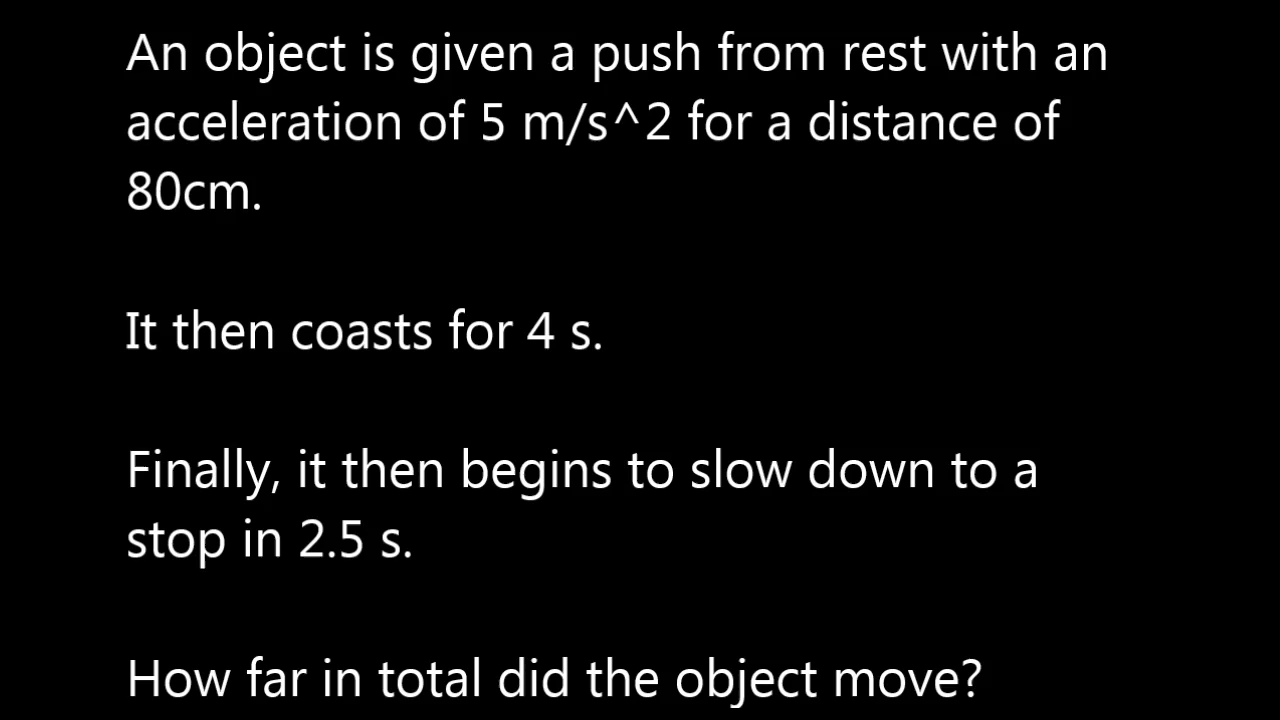 An object is given a push from rest with an
acceleration of 5 m/s^2 for a distance of
80cm.
It then coasts for 4 s.
Finally, it then begins to slow down to a
stop in 2.5 s.
How far in total did the object move?